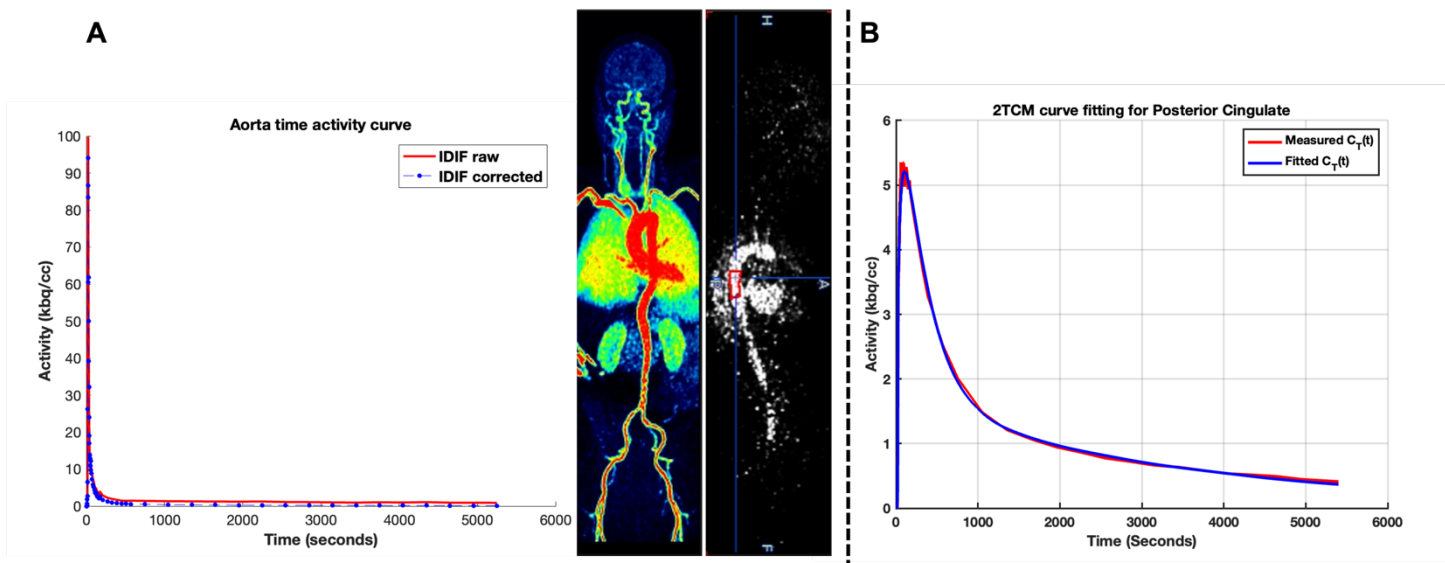 A
Aorta time activity curve
IDIF raw
IDIF corrected
100
90
80
70
60
50
40
30
20
10
0
Activity (kbq/cc)
0 1000 2000 3000 4000 5000 6000
Time (seconds)
H
A
F
B
2TCM curve fitting for Posterior Cingulate
Measured C_T(t)
Fitted C_T(t)
6
5
4
3
2
1
0
Activity (kbq/cc)
0 1000 2000 3000 4000 5000 6000
Time (Seconds)